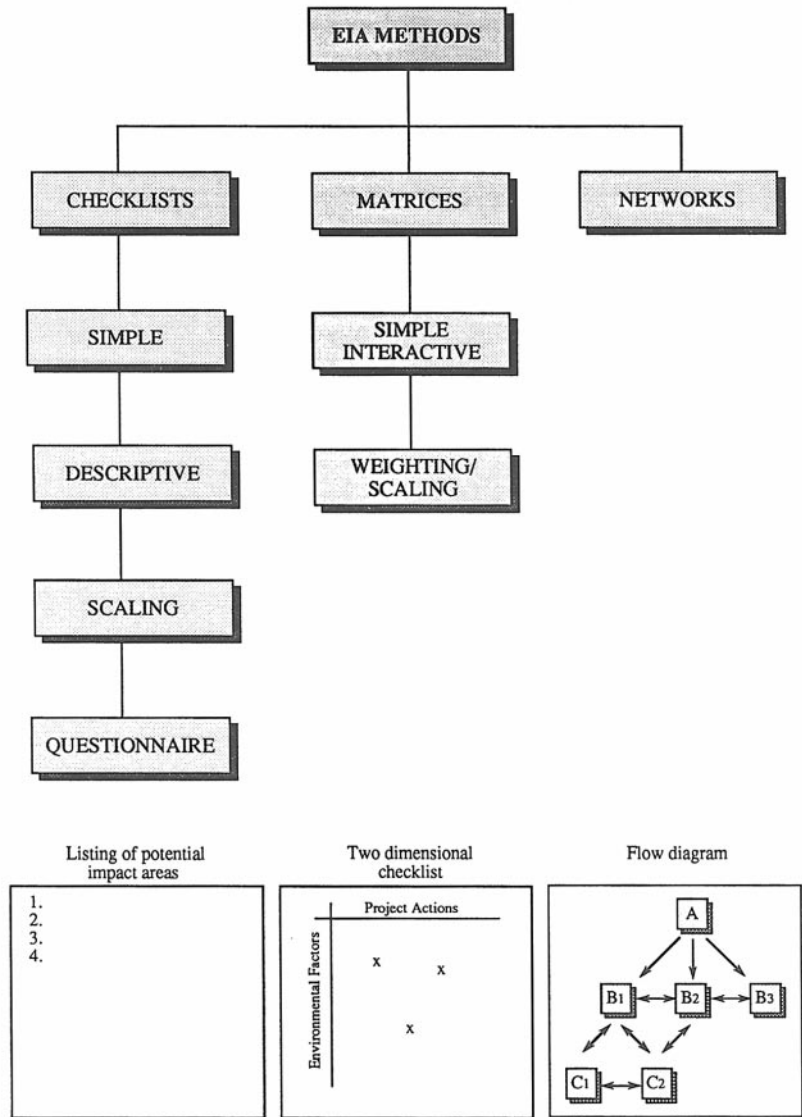 EIA METHODS
CHECKLISTS
MATRICES
NETWORKS
SIMPLE
SIMPLE
INTERACTIVE
DESCRIPTIVE
WEIGHTING/
SCALING
SCALING
QUESTIONNAIRE
Listing of potential
impact areas
1.
2.
3.
4.
Two dimensional
checklist
Project Actions
Environmental Factors
x
x
x
Flow diagram
A
B1
B2
B3
C1
C2